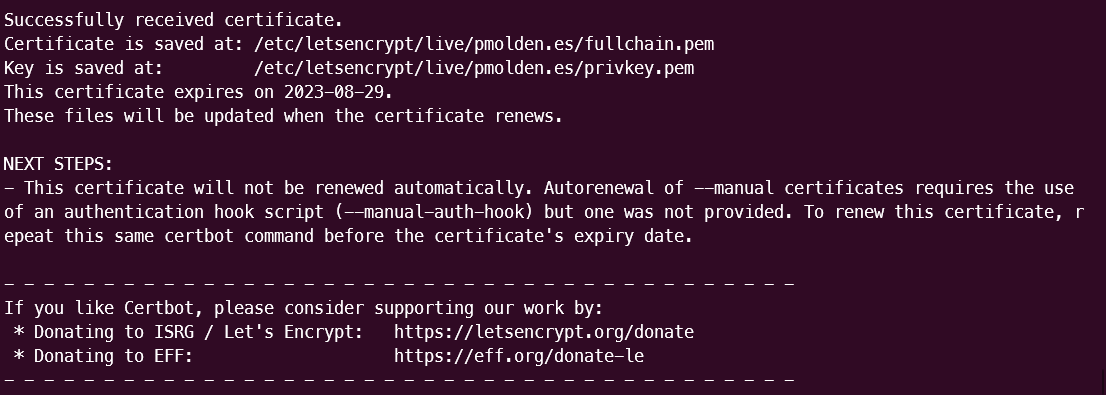 Successfully received certificate.
Certificate is saved at: /etc/letsencrypt/live/pmolden.es/fullchain.pem
Key is saved at:         /etc/letsencrypt/live/pmolden.es/privkey.pem
This certificate expires on 2023-08-29.
These files will be updated when the certificate renews.

NEXT STEPS:
- This certificate will not be renewed automatically. Autorenewal of --manual certificates requires the use
of an authentication hook script (--manual-auth-hook) but one was not provided. To renew this certificate, r
epeat this same certbot command before the certificate's expiry date.

- - - - - - - - - - - - - - - - - - - - - - - - - - - - - - - - - - - - - - - -
If you like Certbot, please consider supporting our work by:
 * Donating to ISRG / Let's Encrypt:   https://letsencrypt.org/donate
 * Donating to EFF:                    https://eff.org/donate-le
- - - - - - - - - - - - - - - - - - - - - - - - - - - - - - - - - - - - - - - -